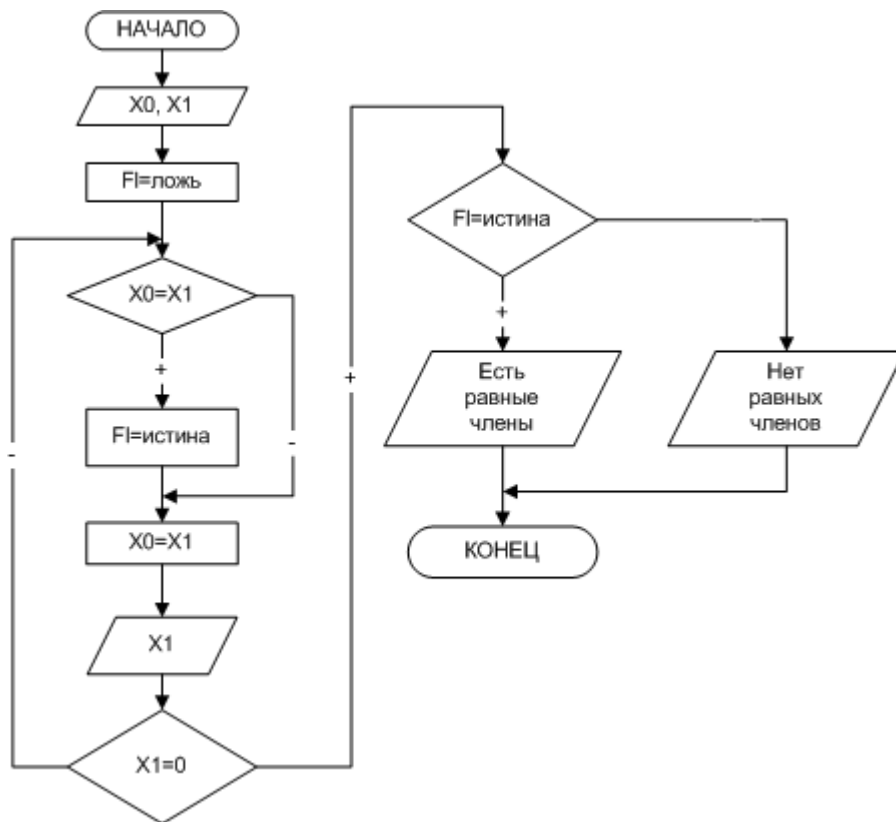 НАЧАЛО
X0, X1
Fl=ложь
X0=X1
+
-
Fl=истина
X0=X1
X1
X1=0
-
+
Fl=истина
-
+
Есть
равные
члены
Нет
равных
членов
КОНЕЦ